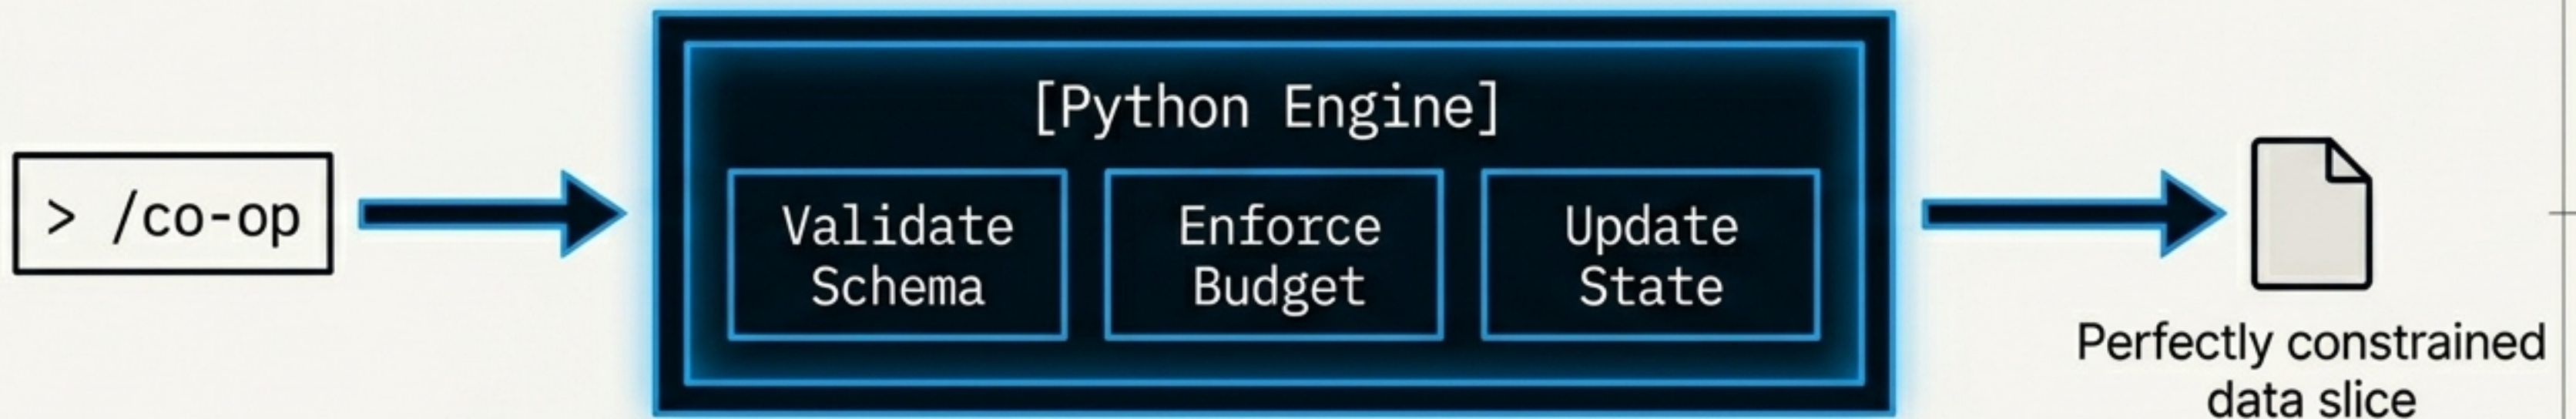 > /co-op
[Python Engine]
Validate
Schema
Enforce
Budget
Update
State
Perfectly constrained
data slice